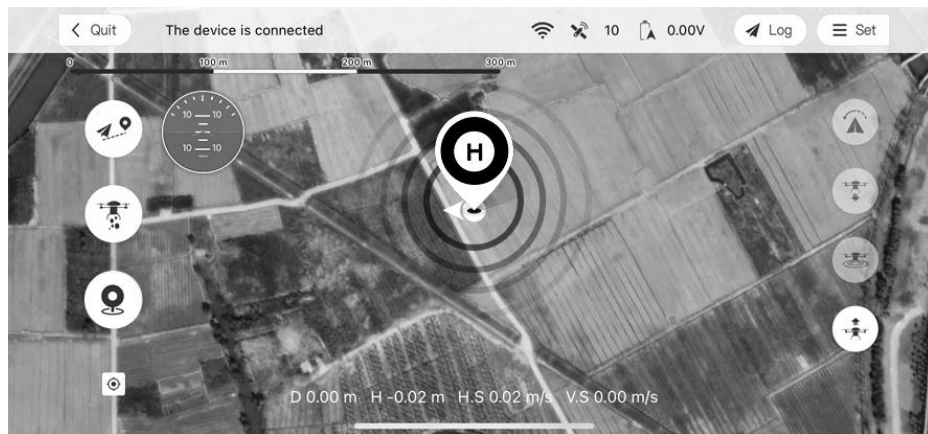 Quit The device is connected 10 0.00V Log Set
0 100 m 200 m 300 m
10 10
10 10
H
D 0.00 m H -0.02 m H.S 0.02 m/s V.S 0.00 m/s